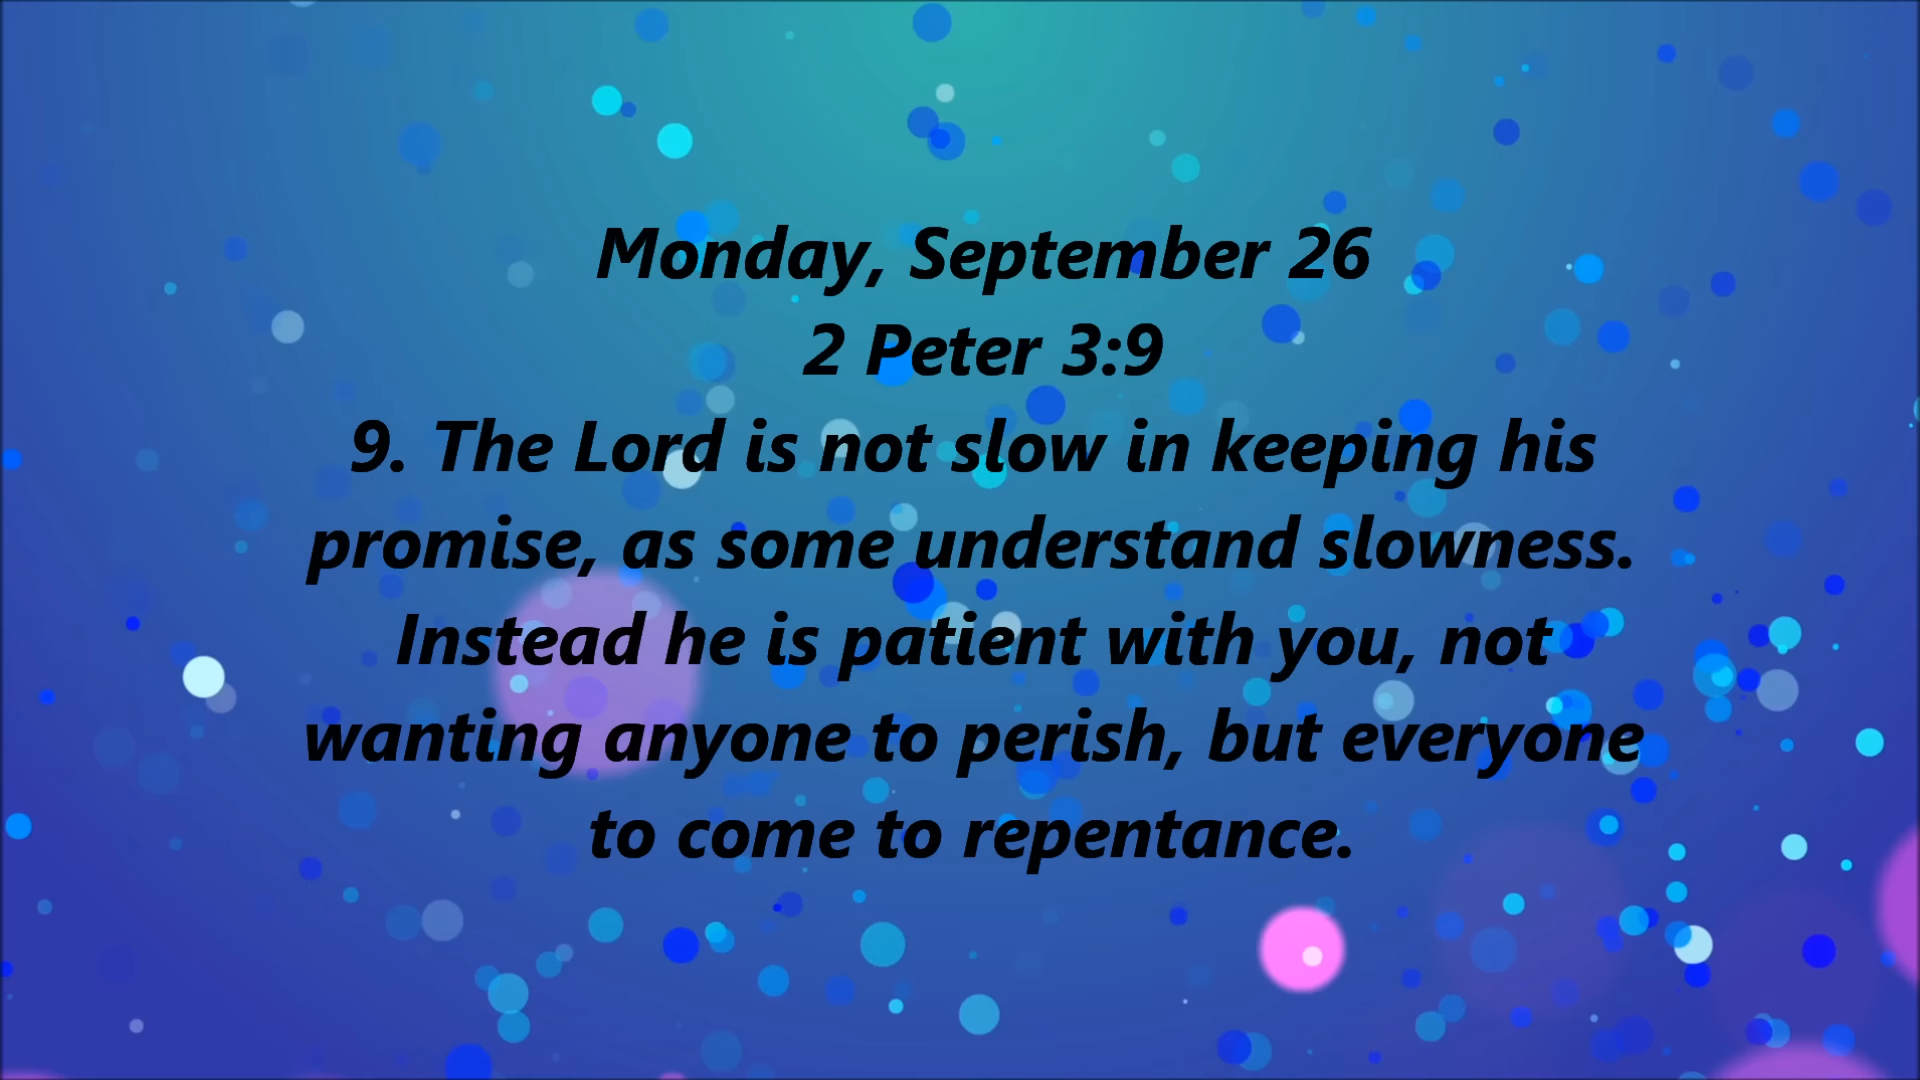 Monday, September 26
2 Peter 3:9
9. The Lord is not slow in keeping his
promise, as some understand slowness.
Instead he is patient with you, not
wanting anyone to perish, but everyone
to come to repentance.